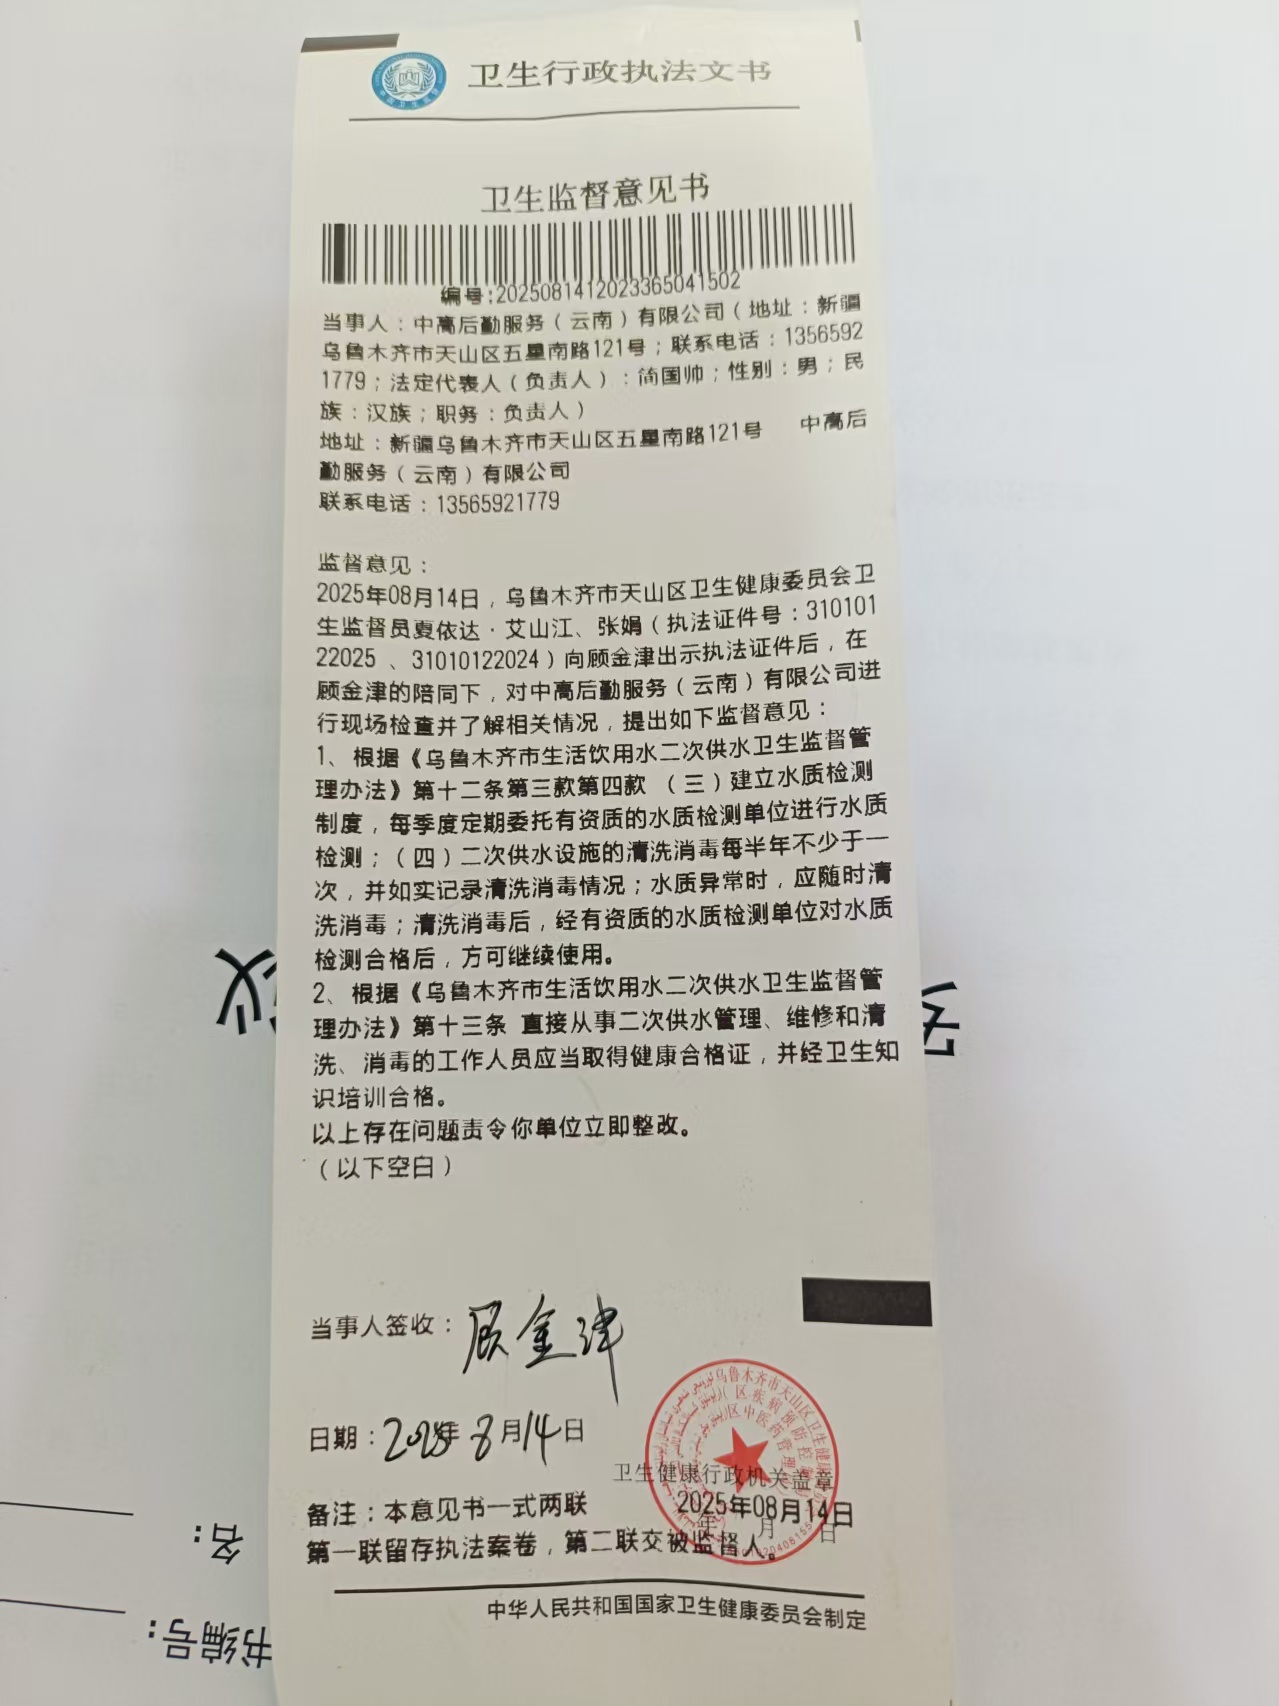 卫生行政执法文书
卫生监督意见书
编号:2025081412023365041502
当事人：中高后勤服务（云南）有限公司（地址：新疆
乌鲁木齐市天山区五星南路121号；联系电话：1356592
1779；法定代表人（负责人）：简国帅；性别：男；民
族：汉族；职务：负责人）
地址：新疆乌鲁木齐市天山区五星南路121号 中高后
勤服务（云南）有限公司
联系电话：13565921779
监督意见：
2025年08月14日，乌鲁木齐市天山区卫生健康委员会卫
生监督员夏依达·艾山江、张娟（执法证件号：310101
22025 、31010122024）向顾金津出示执法证件后，在
顾金津的陪同下，对中高后勤服务（云南）有限公司进
行现场检查并了解相关情况，提出如下监督意见：
1、根据《乌鲁木齐市生活饮用水二次供水卫生监督管
理办法》第十二条第三款第四款 （三）建立水质检测
制度，每季度定期委托有资质的水质检测单位进行水质
检测；（四）二次供水设施的清洗消毒每半年不少于一
次，并如实记录清洗消毒情况；水质异常时，应随时清
洗消毒；清洗消毒后，经有资质的水质检测单位对水质
检测合格后，方可继续使用。
2、根据《乌鲁木齐市生活饮用水二次供水卫生监督管
理办法》第十三条 直接从事二次供水管理、维修和清
洗、消毒的工作人员应当取得健康合格证，并经卫生知
识培训合格。
以上存在问题责令你单位立即整改。
（以下空白）
当事人签收：顾金津
日期：2025年8月14日
卫生健康行政机关盖章
2025年08月14日
年 月 日
备注：本意见书一式两联
第一联留存执法案卷，第二联交被监督人。
中华人民共和国国家卫生健康委员会制定
名：
书编号：